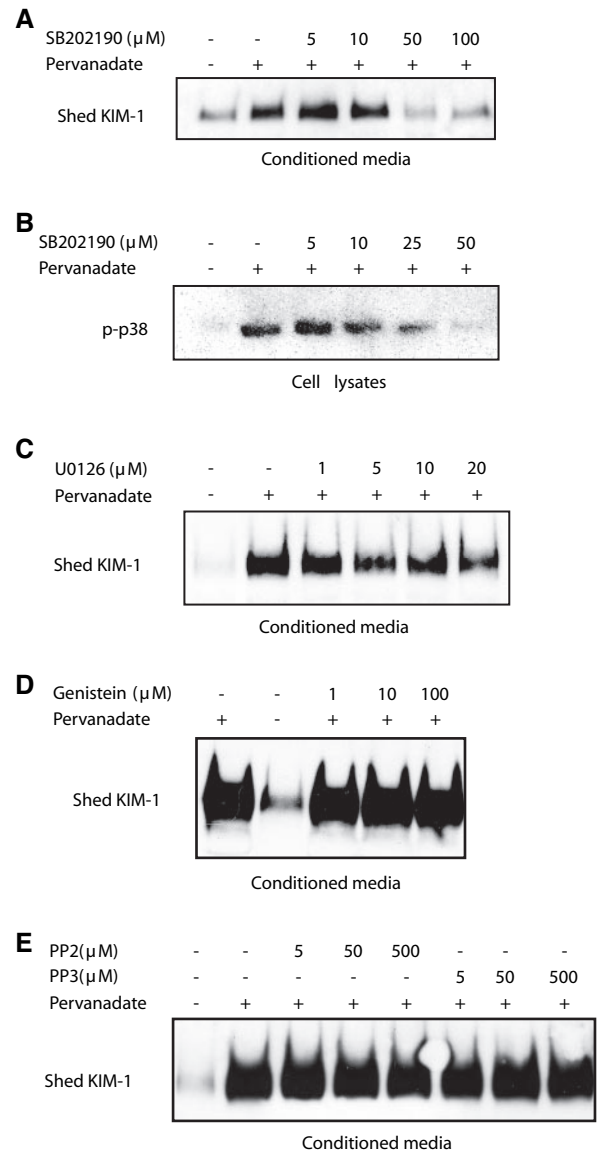 A
SB202190 (μM) - - 5 10 50 100
Pervanadate - + + + + +
Shed KIM-1
Conditioned media
B
SB202190 (μM) - - 5 10 25 50
Pervanadate - + + + + +
p-p38
Cell lysates
C
U0126 (μM) - - 1 5 10 20
Pervanadate - + + + + +
Shed KIM-1
Conditioned media
D
Genistein (μM) - - 1 10 100
Pervanadate + - + + +
Shed KIM-1
Conditioned media
E
PP2(μM) - - 5 50 500 - - -
PP3(μM) - - - - - 5 50 500
Pervanadate - + + + + + + +
Shed KIM-1
Conditioned media